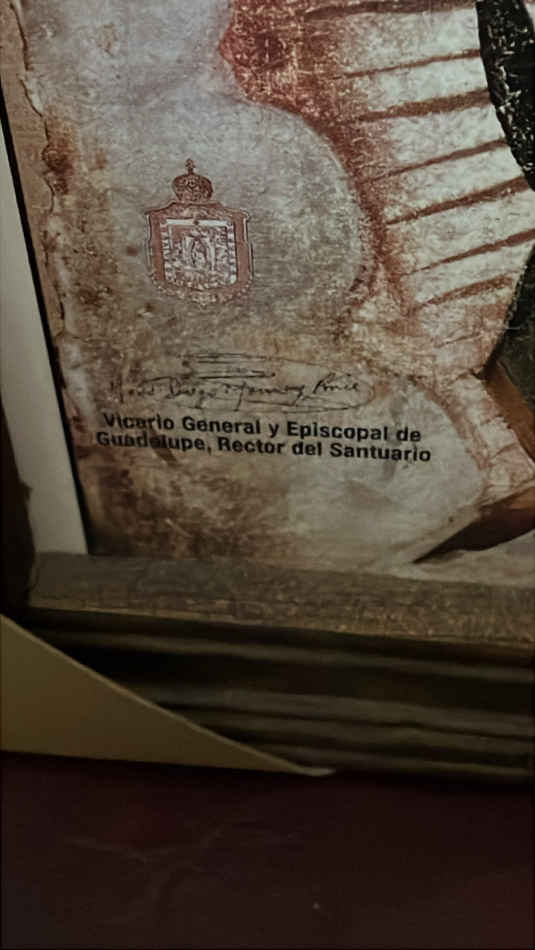 Vicario General y Episcopal de
Guadalupe, Rector del Santuario